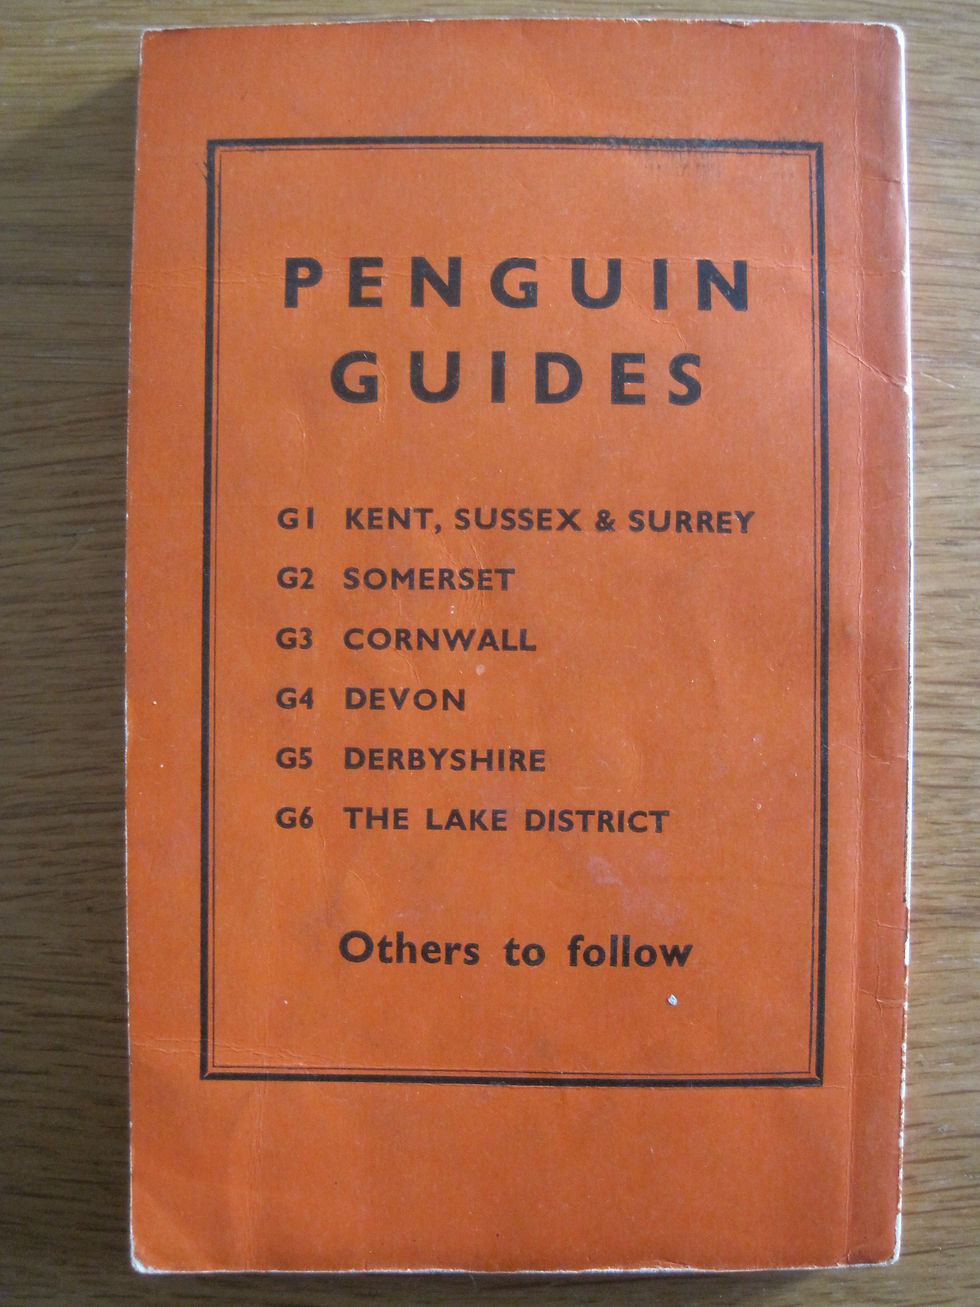 PENGUIN
GUIDES
G1 KENT, SUSSEX & SURREY
G2 SOMERSET
G3 CORNWALL
G4 DEVON
G5 DERBYSHIRE
G6 THE LAKE DISTRICT
Others to follow